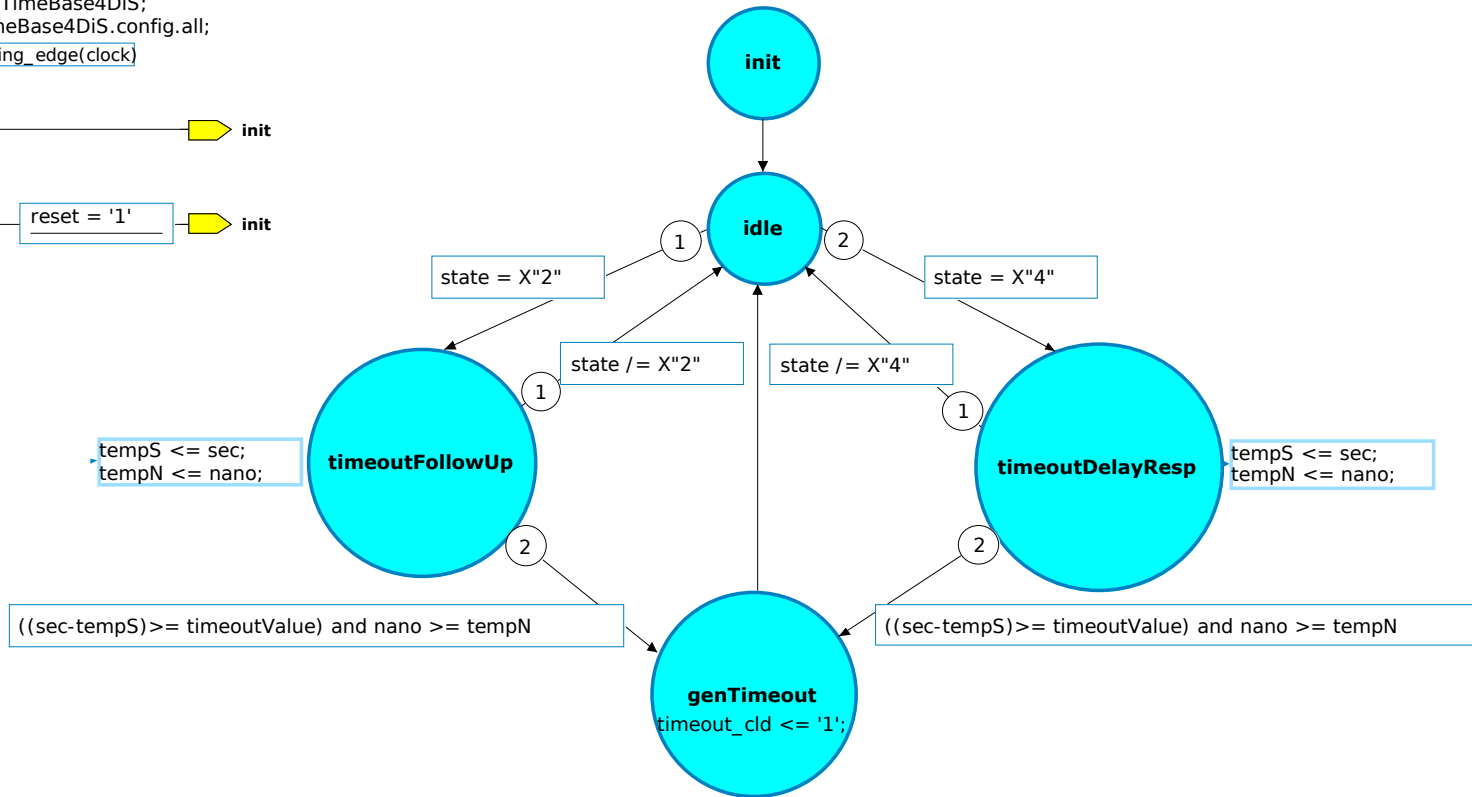 TimeBase4DiS;
meBase4DiS.config.all;
ing_edge(clock)
init
init
reset = '1'
init
idle
1
2
state = X"2"
state = X"4"
state /= X"2"
state /= X"4"
1
1
tempS <= sec;
tempN <= nano;
timeoutFollowUp
timeoutDelayResp
tempS <= sec;
tempN <= nano;
2
2
((sec-tempS)>= timeoutValue) and nano >= tempN
((sec-tempS)>= timeoutValue) and nano >= tempN
genTimeout
timeout_cld <= '1';